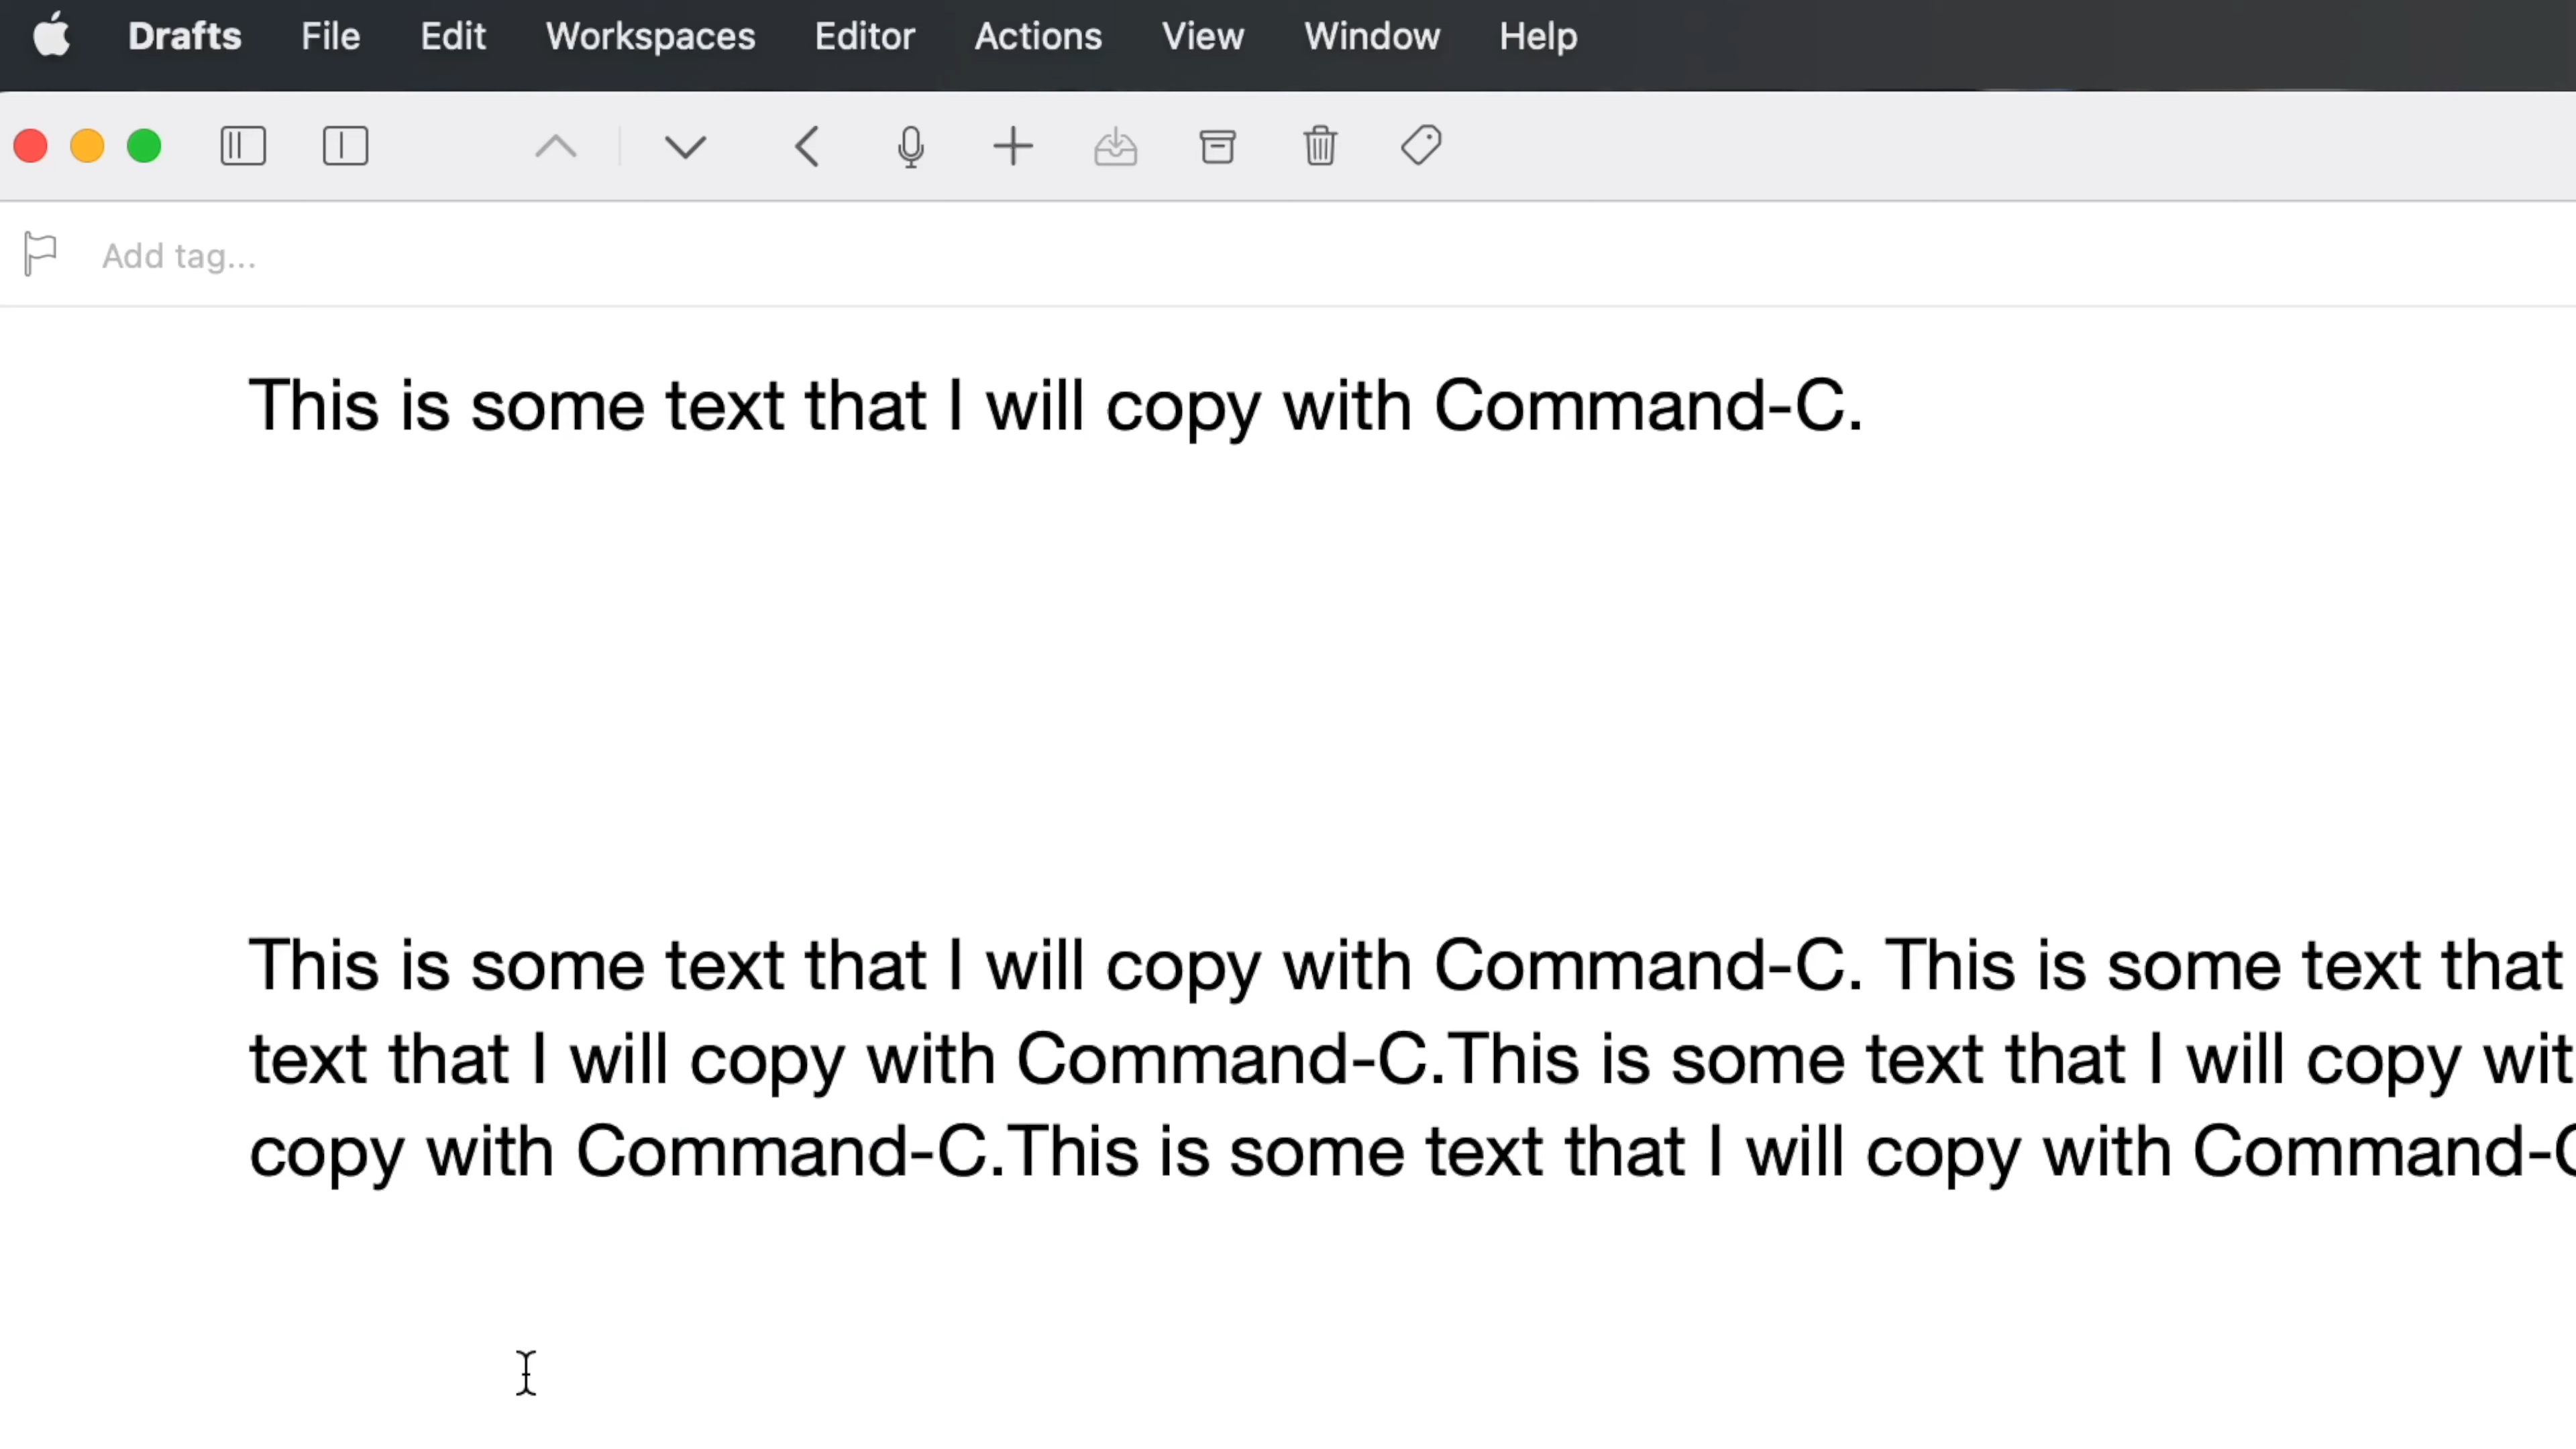 Drafts File Edit Workspaces Editor Actions View Window Help
Add tag...
This is some text that I will copy with Command-C.
This is some text that I will copy with Command-C. This is some text that
text that I will copy with Command-C.This is some text that I will copy wit
copy with Command-C.This is some text that I will copy with Command-C